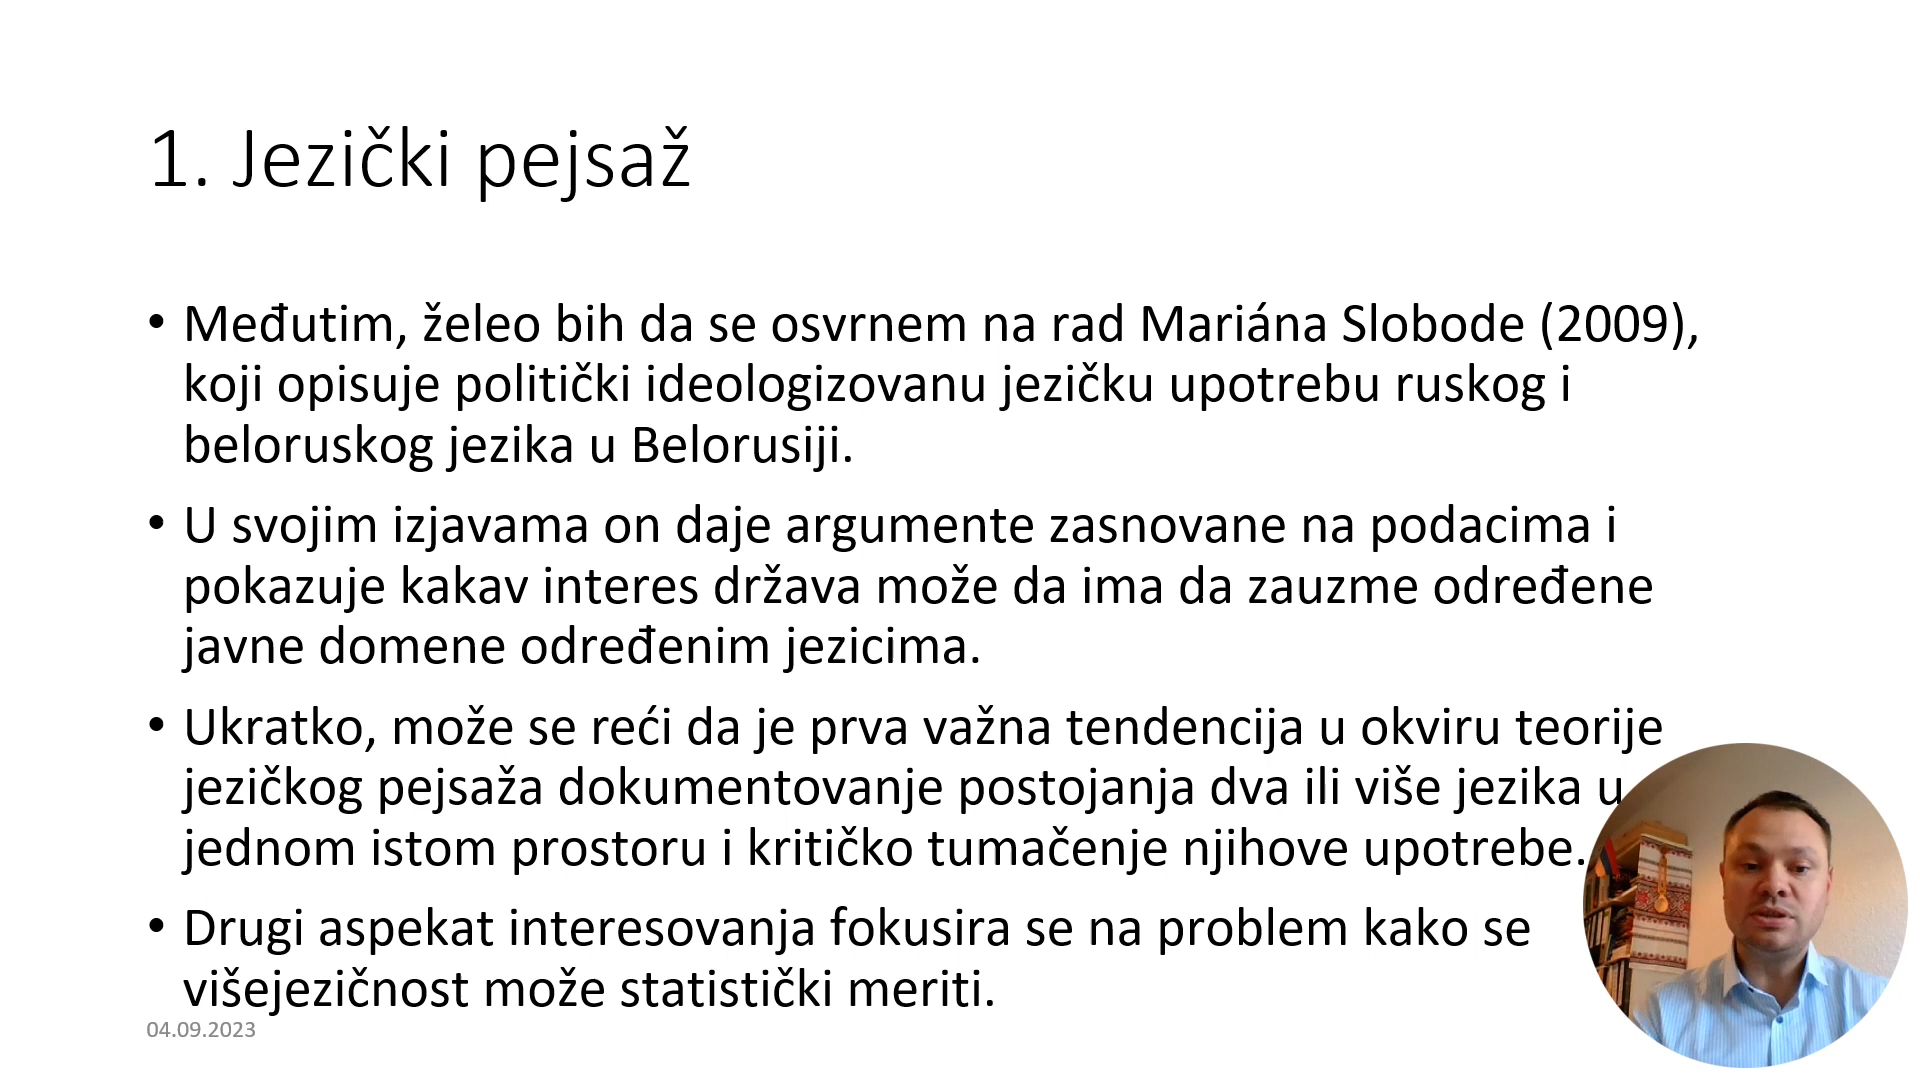 1. Jezički pejsaž
• Međutim, želeo bih da se osvrnem na rad Mariána Slobode (2009),
koji opisuje politički ideologizovanu jezičku upotrebu ruskog i
beloruskog jezika u Belorusiji.
• U svojim izjavama on daje argumente zasnovane na podacima i
pokazuje kakav interes država može da ima da zauzme određene
javne domene određenim jezicima.
• Ukratko, može se reći da je prva važna tendencija u okviru teorije
jezičkog pejsaža dokumentovanje postojanja dva ili više jezika u
jednom istom prostoru i kritičko tumačenje njihove upotrebe.
• Drugi aspekat interesovanja fokusira se na problem kako se
višejezičnost može statistički meriti.
04.09.2023